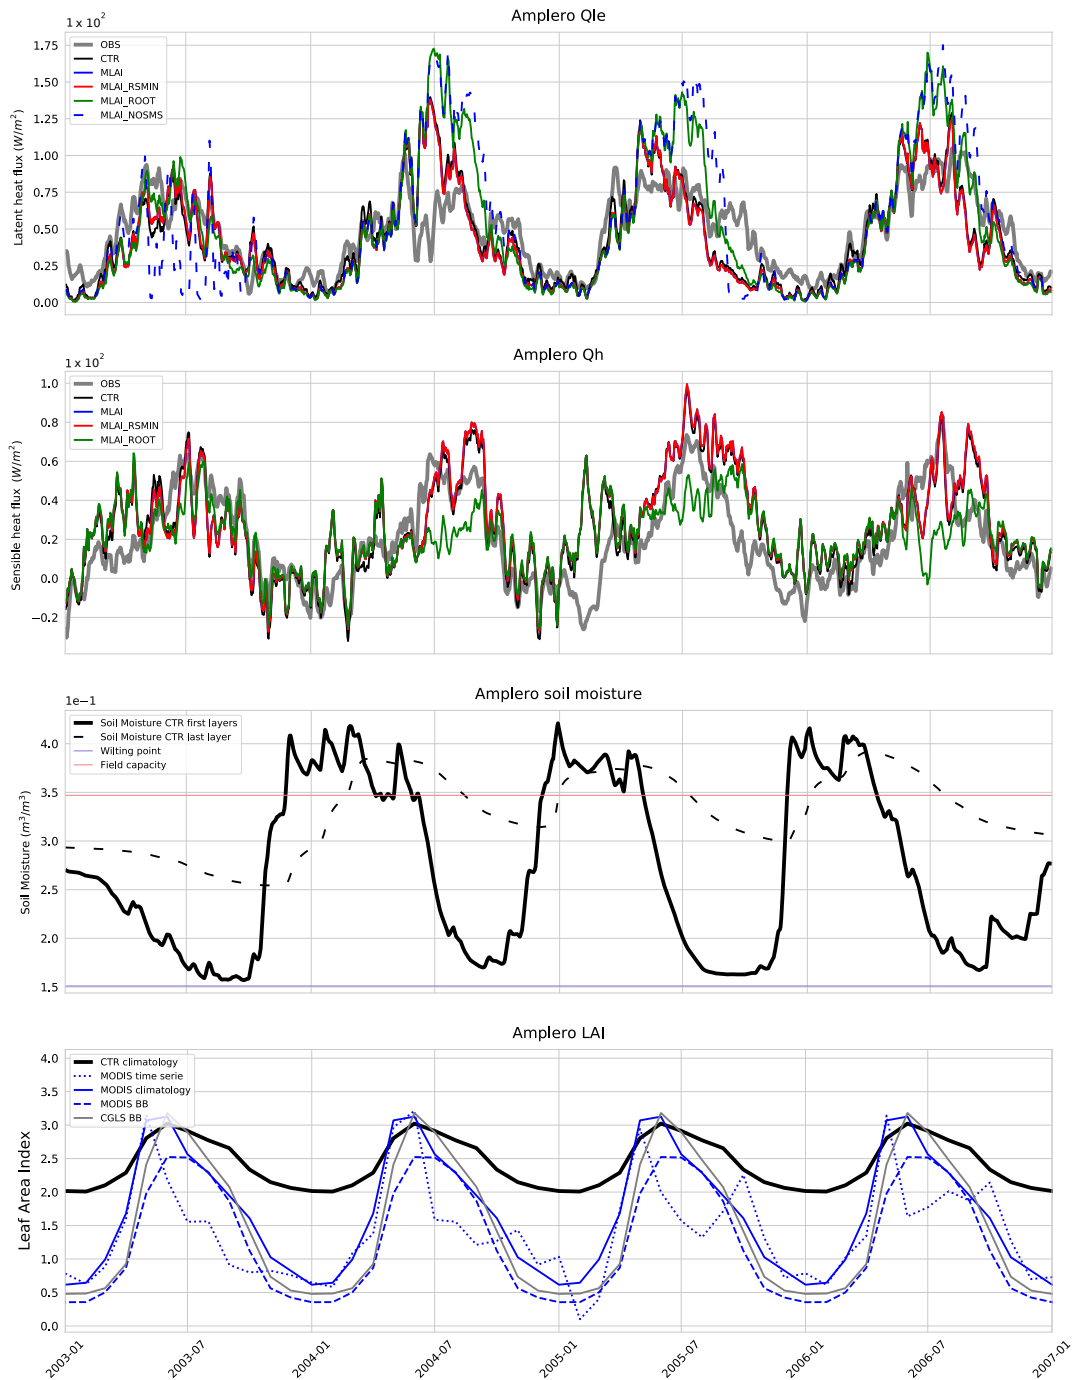 Amplero Qle
1 x 10²
Latent heat flux (W/m²)
1.75
1.50
1.25
1.00
0.75
0.50
0.25
0.00
OBS
CTR
MLAI
MLAI_RSMIN
MLAI_ROOT
MLAI_NOSMS
Amplero Qh
1 x 10²
Sensible heat flux (W/m²)
1.0
0.8
0.6
0.4
0.2
0.0
−0.2
OBS
CTR
MLAI
MLAI_RSMIN
MLAI_ROOT
Amplero soil moisture
1e−1
Soil Moisture (m³/m³)
4.0
3.5
3.0
2.5
2.0
1.5
Soil Moisture CTR first layers
Soil Moisture CTR last layer
Wilting point
Field capacity
Amplero LAI
Leaf Area Index
4.0
3.5
3.0
2.5
2.0
1.5
1.0
0.5
0.0
CTR climatology
MODIS time serie
MODIS climatology
MODIS BB
CGLS BB
2003-01
2003-07
2004-01
2004-07
2005-01
2005-07
2006-01
2006-07
2007-01